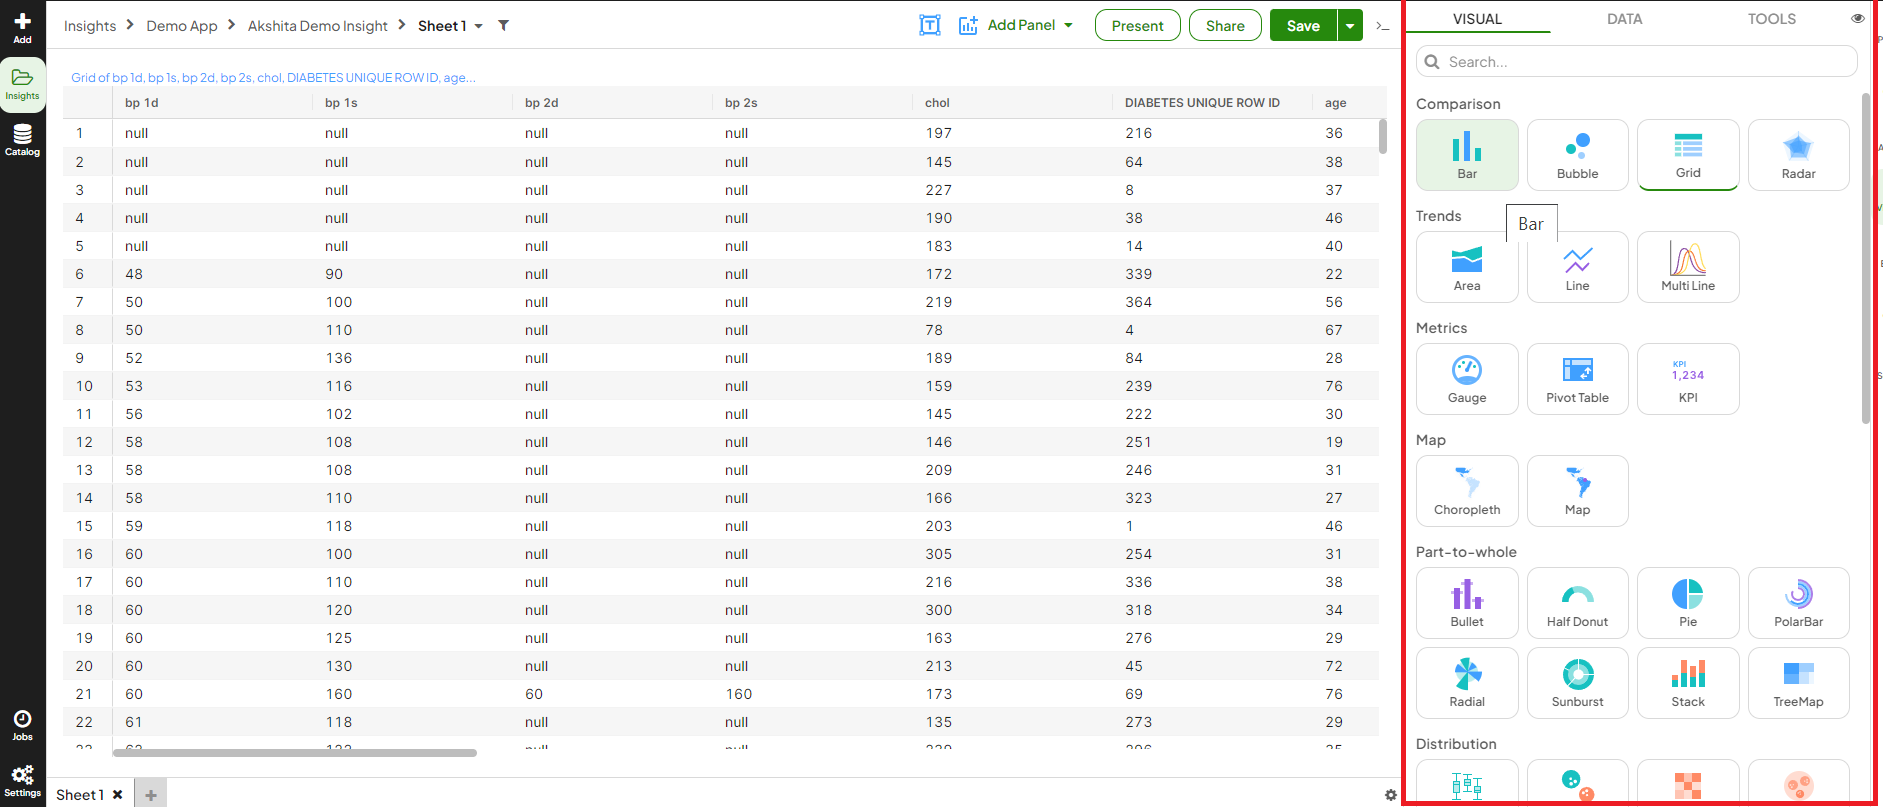 Add
Insights
Catalog
Jobs
Settings
Insights > Demo App > Akshita Demo Insight > Sheet 1
Add Panel
Present
Share
Save
>_
Grid of bp 1d, bp 1s, bp 2d, bp 2s, chol, DIABETES UNIQUE ROW ID, age...
bp 1d bp 1s bp 2d bp 2s chol DIABETES UNIQUE ROW ID age
1 null null null null 197 216 36
2 null null null null 145 64 38
3 null null null null 227 8 37
4 null null null null 190 38 46
5 null null null null 183 14 40
6 48 90 null null 172 339 22
7 50 100 null null 219 364 56
8 50 110 null null 78 4 67
9 52 136 null null 189 84 28
10 53 116 null null 159 239 76
11 56 102 null null 145 222 30
12 58 108 null null 146 251 19
13 58 108 null null 209 246 31
14 58 110 null null 166 323 27
15 59 118 null null 203 1 46
16 60 100 null null 305 254 31
17 60 110 null null 216 336 38
18 60 120 null null 300 318 34
19 60 125 null null 163 276 29
20 60 130 null null 213 45 72
21 60 160 60 160 173 69 76
22 61 118 null null 135 273 29
Sheet 1 ×
+
VISUAL DATA TOOLS
Search...
Comparison
Bar Bubble Grid Radar
Trends
Bar
Area Line Multi Line
Metrics
KPI
1,234
Gauge Pivot Table KPI
Map
Choropleth Map
Part-to-whole
Bullet Half Donut Pie PolarBar
Radial Sunburst Stack TreeMap
Distribution